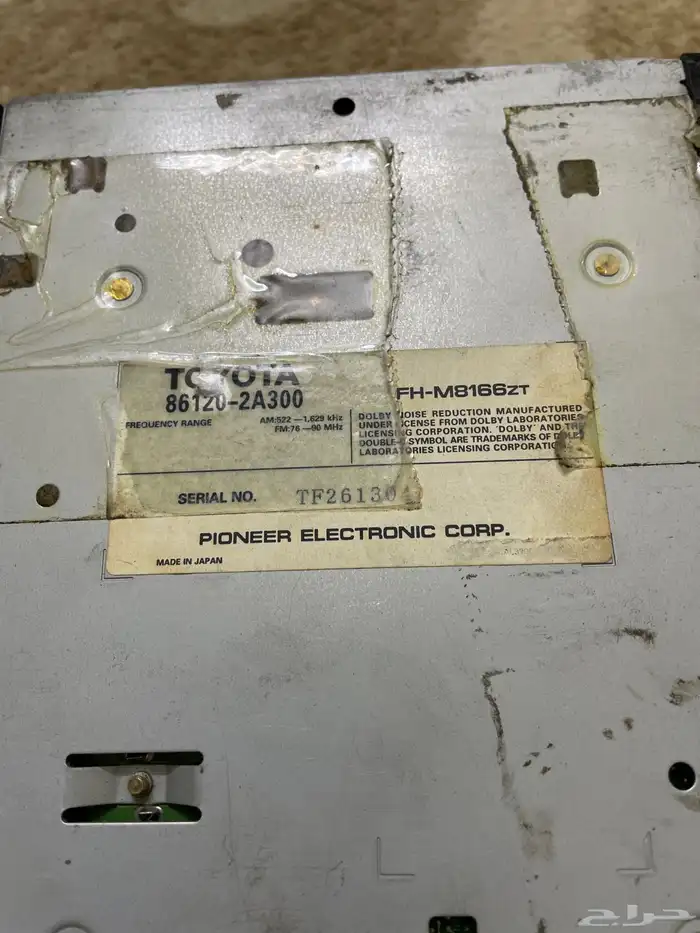 TOYOTA
86120-2A300
FREQUENCY RANGE AM:522 —1,629 kHz
FM:76 —90 MHz
SERIAL NO. TF26130
FH-M8166ZT
DOLBY NOISE REDUCTION MANUFACTURED
UNDER LICENSE FROM DOLBY LABORATORIES
LICENSING CORPORATION. 'DOLBY' AND THE
DOUBLE-D SYMBOL ARE TRADEMARKS OF DOLBY
LABORATORIES LICENSING CORPORATION.
PIONEER ELECTRONIC CORP.
MADE IN JAPAN
حراج